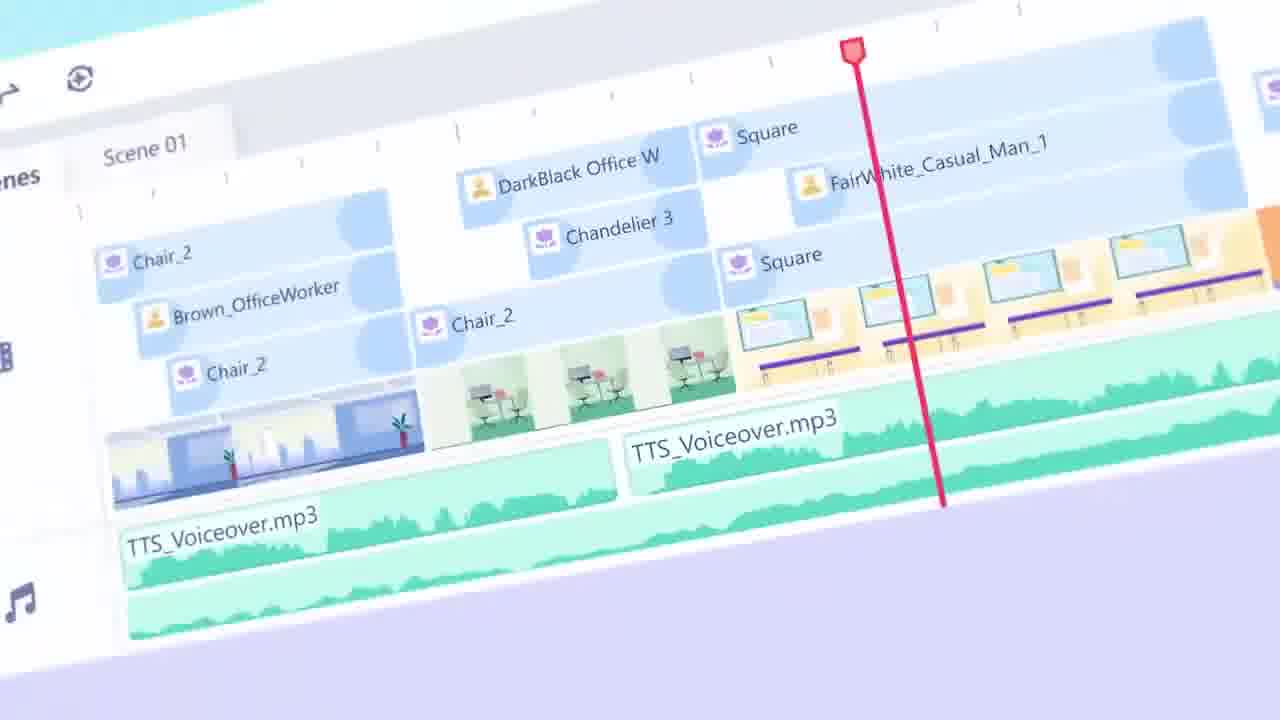 Scene 01
enes
Square
DarkBlack Office W
FairWhite_Casual_Man_1
Chair_2
Chandelier 3
Brown_OfficeWorker
Square
Chair_2
Chair_2
TTS_Voiceover.mp3
TTS_Voiceover.mp3